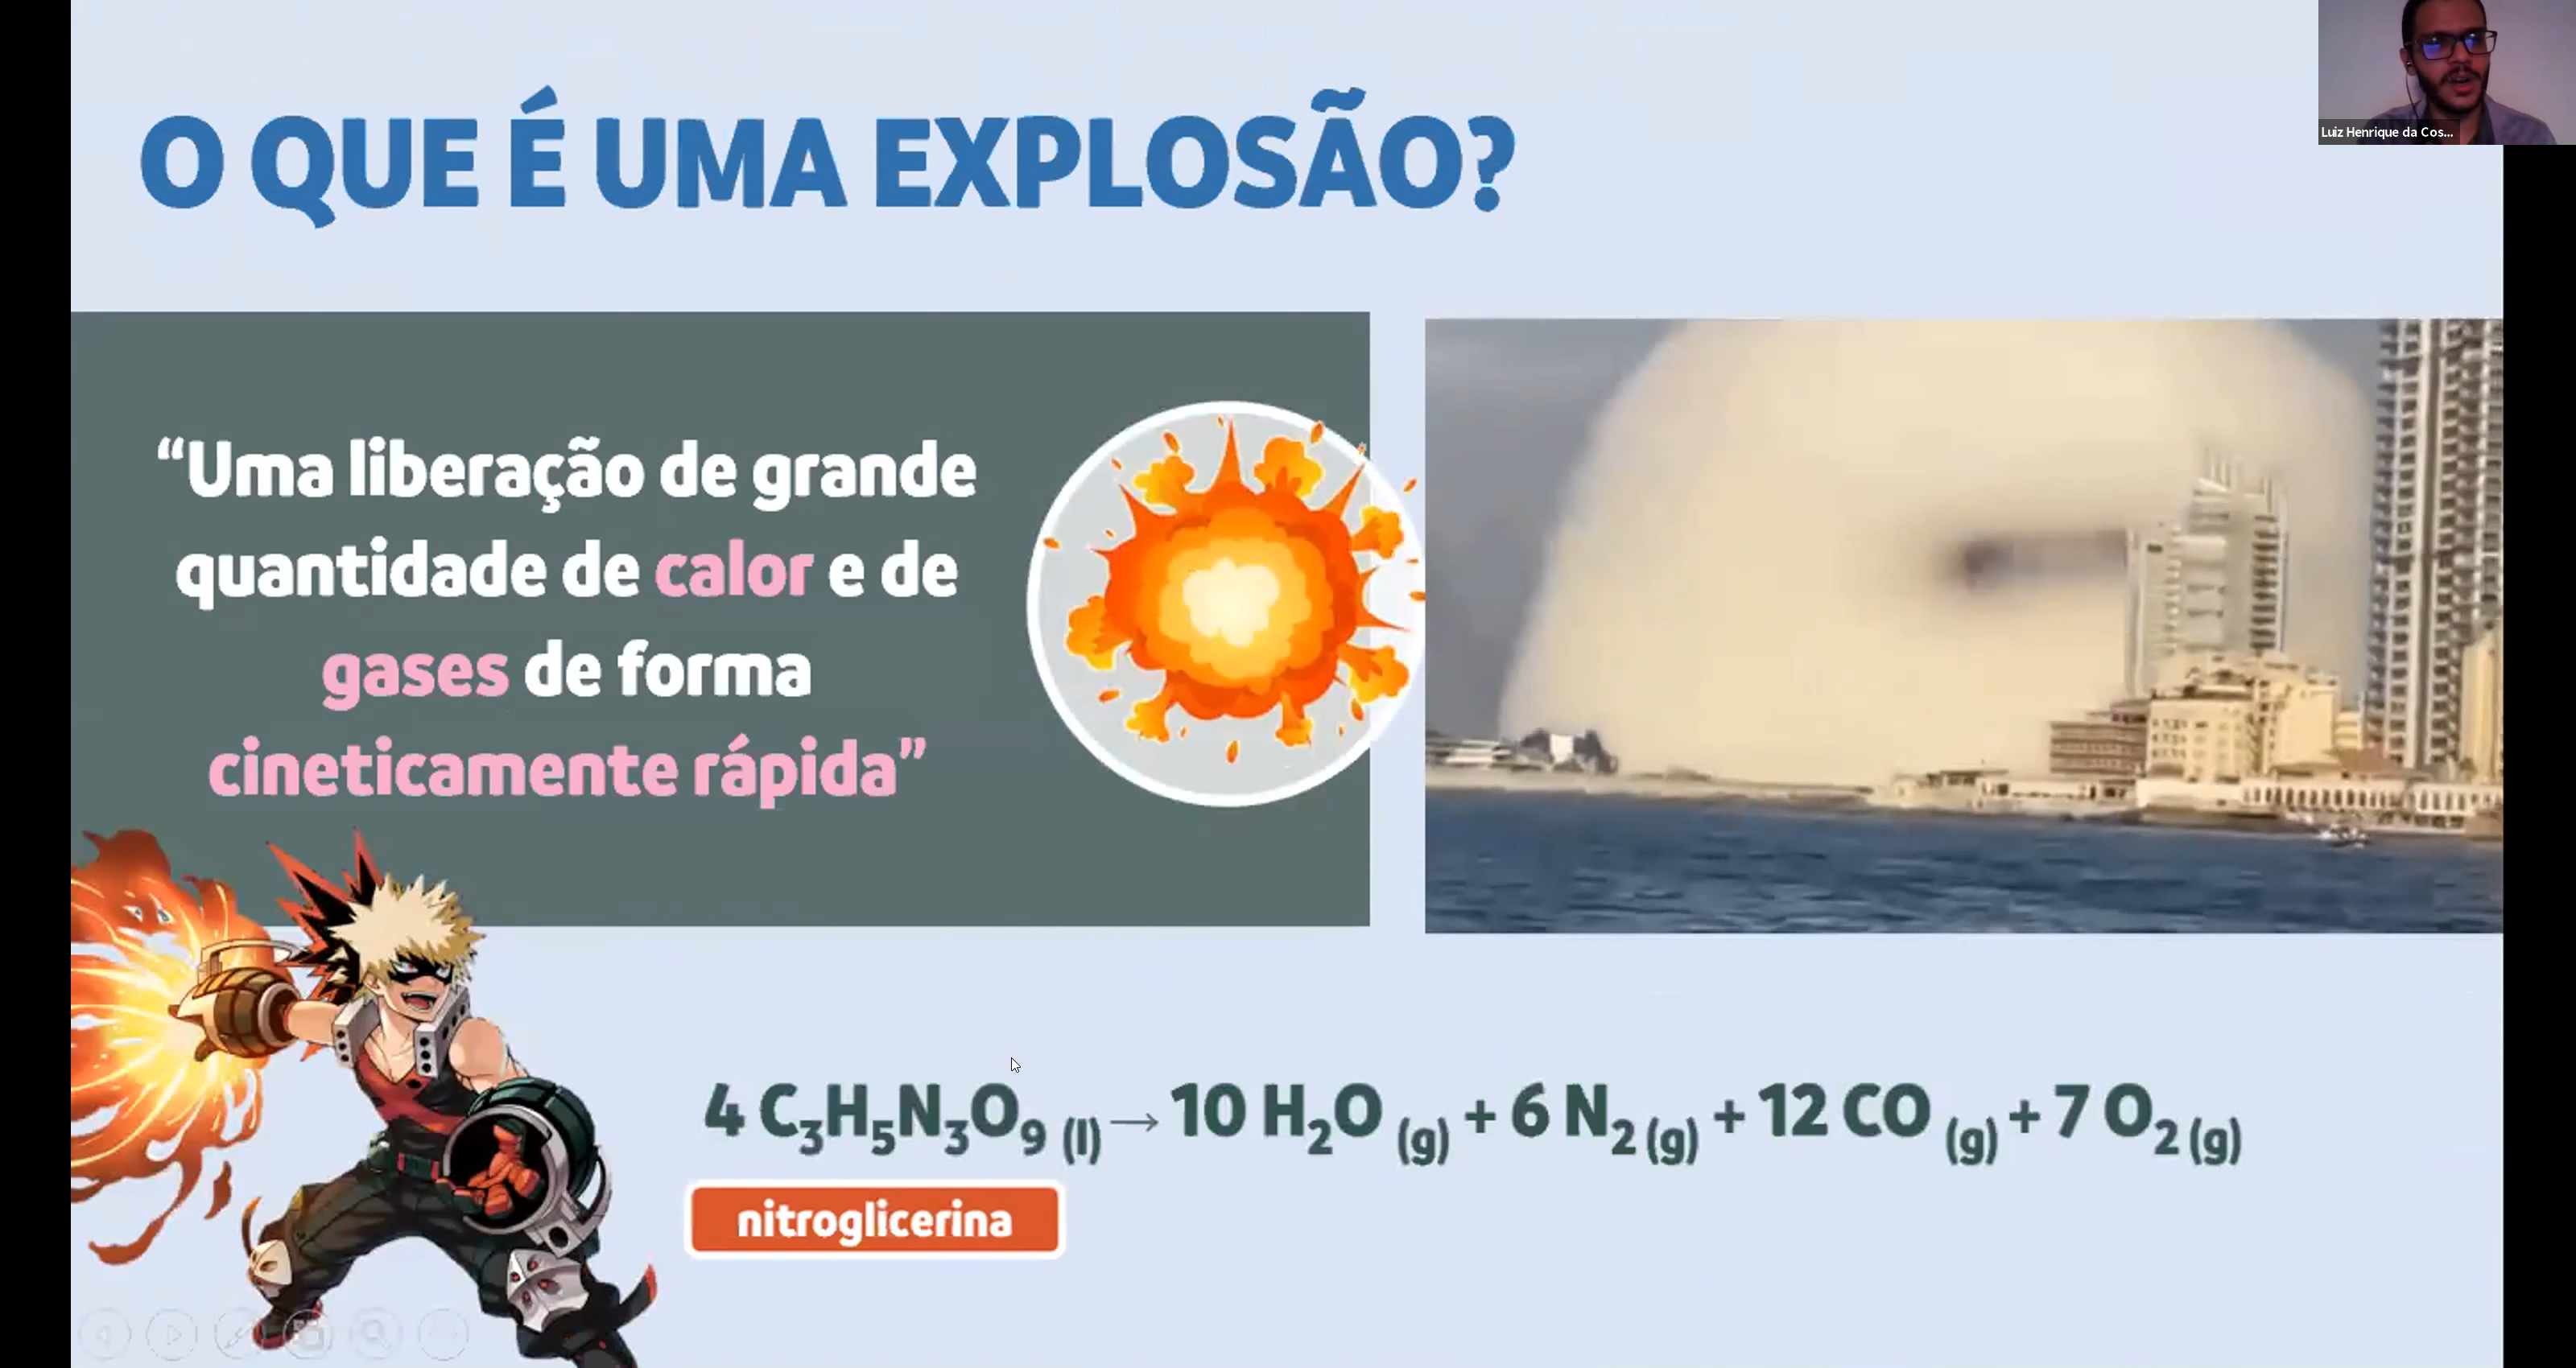 O QUE É UMA EXPLOSÃO?
Luiz Henrique da Cos...
“Uma liberação de grande
quantidade de calor e de
gases de forma
cineticamente rápida”
4 C₃H₅N₃O₉ (l) → 10 H₂O (g) + 6 N₂ (g) + 12 CO (g) + 7 O₂ (g)
nitroglicerina